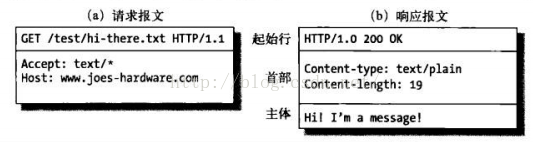 (a) 请求报文
GET /test/hi-there.txt HTTP/1.1
Accept: text/*
Host: www.joes-hardware.com
起始行
首部
主体
(b) 响应报文
HTTP/1.0 200 OK
Content-type: text/plain
Content-length: 19
Hi! I'm a message!